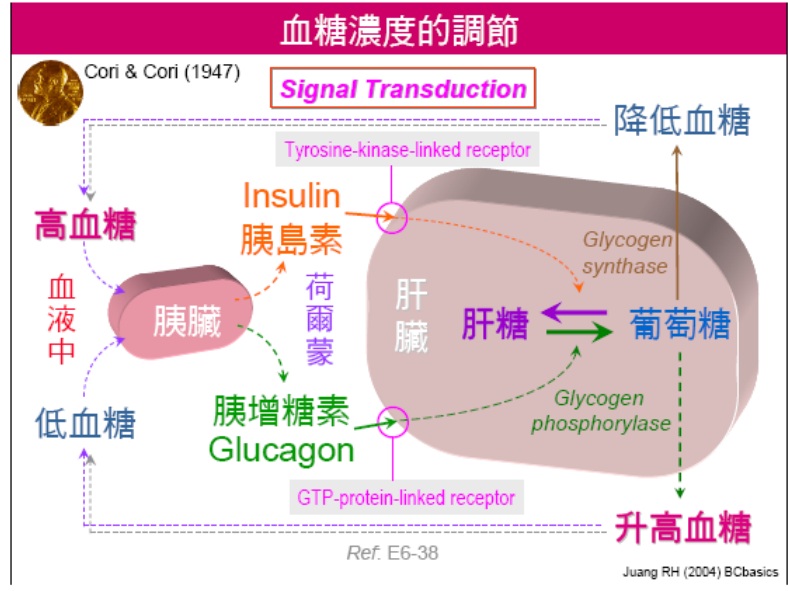 血糖濃度的調節
Cori & Cori (1947)
Signal Transduction
降低血糖
Tyrosine-kinase-linked receptor
高血糖
Insulin
胰島素
Glycogen
synthase
血液中
胰臟
荷爾蒙
肝臟
肝糖
葡萄糖
低血糖
胰增糖素
Glucagon
Glycogen
phosphorylase
GTP-protein-linked receptor
升高血糖
Ref: E6-38
Juang RH (2004) BCbasics